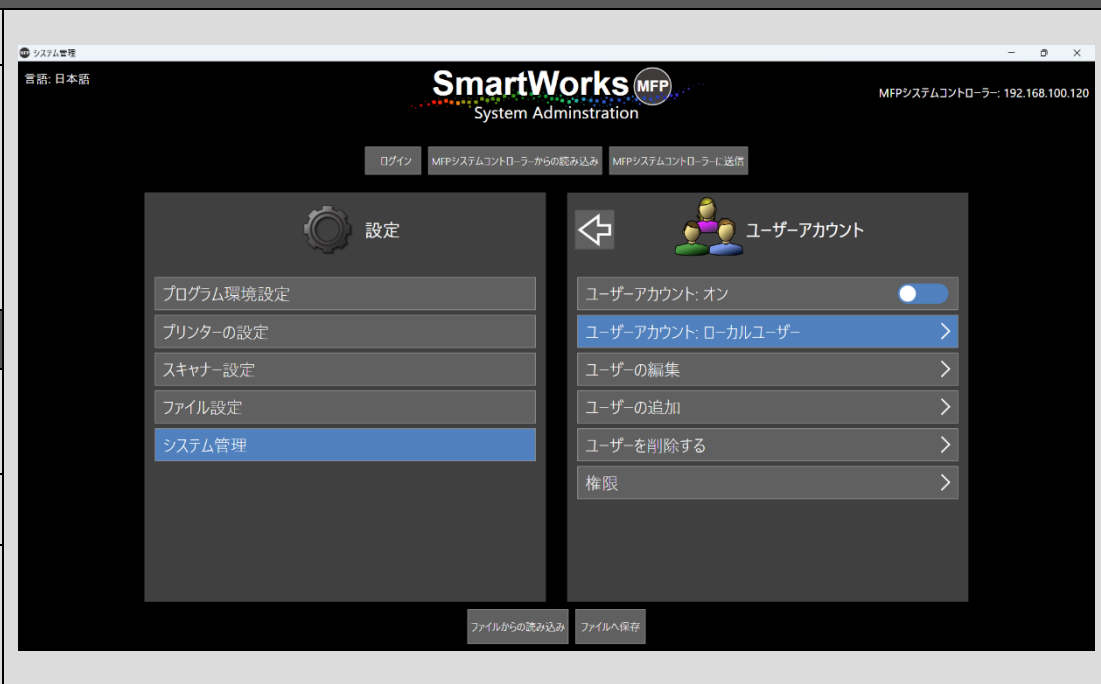 MFP システム管理
言語: 日本語
SmartWorks MFP
System Adminstration
MFPシステムコントローラー: 192.168.100.120
ログイン
MFPシステムコントローラーからの読み込み
MFPシステムコントローラーに送信
設定
プログラム環境設定
プリンターの設定
スキャナー設定
ファイル設定
システム管理
ユーザーアカウント
ユーザーアカウント: オン
ユーザーアカウント: ローカルユーザー
ユーザーの編集
ユーザーの追加
ユーザーを削除する
権限
ファイルからの読み込み
ファイルへ保存